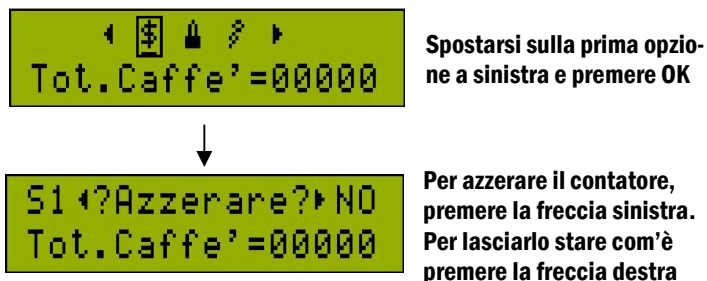 $
Tot.Caffe'=00000
Spostarsi sulla prima opzio-
ne a sinistra e premere OK
S1 ?Azzerare? NO
Tot.Caffe'=00000
Per azzerare il contatore,
premere la freccia sinistra.
Per lasciarlo stare com'è
premere la freccia destra